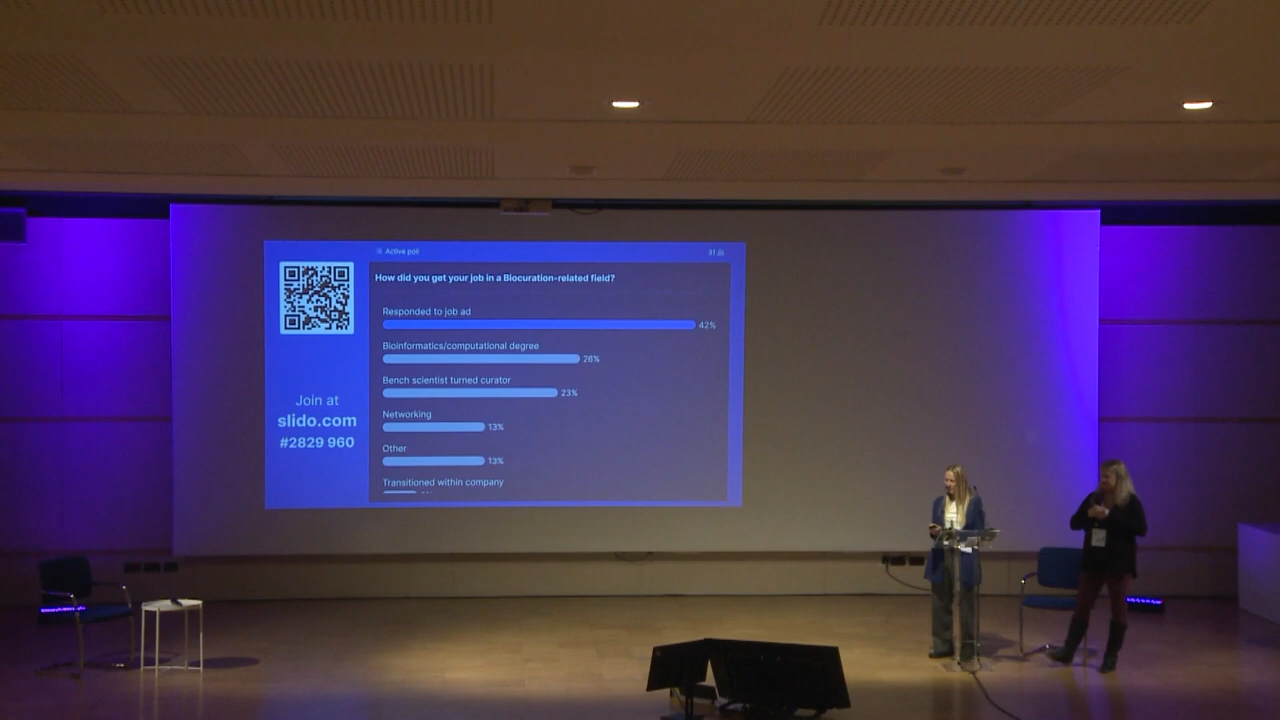 Active poll
31
How did you get your job in a Biocuration-related field?
Responded to job ad
42%
Bioinformatics/computational degree
26%
Bench scientist turned curator
23%
Networking
13%
Other
13%
Transitioned within company
Join at
slido.com
#2829 960